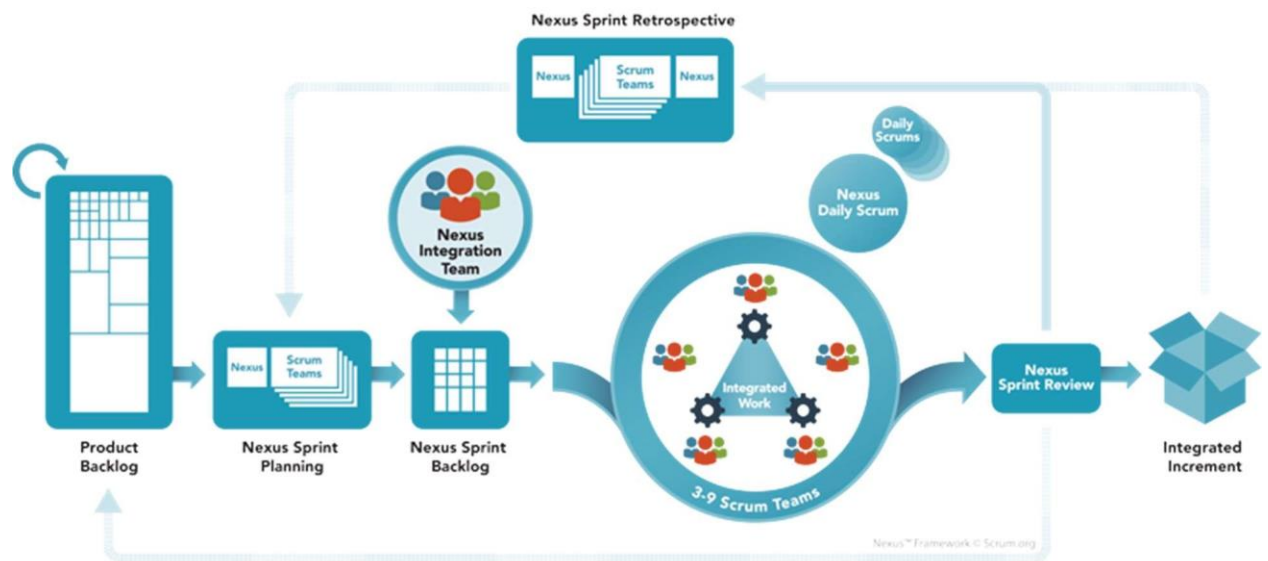 Nexus Sprint Retrospective
Nexus
Scrum
Teams
Nexus
Daily
Scrums
Nexus
Daily Scrum
Nexus
Integration
Team
Nexus
Scrum
Teams
Integrated
Work
Nexus
Sprint Review
Product
Backlog
Nexus Sprint
Planning
Nexus Sprint
Backlog
3-9 Scrum Teams
Integrated
Increment
Nexus™ Framework © Scrum.org